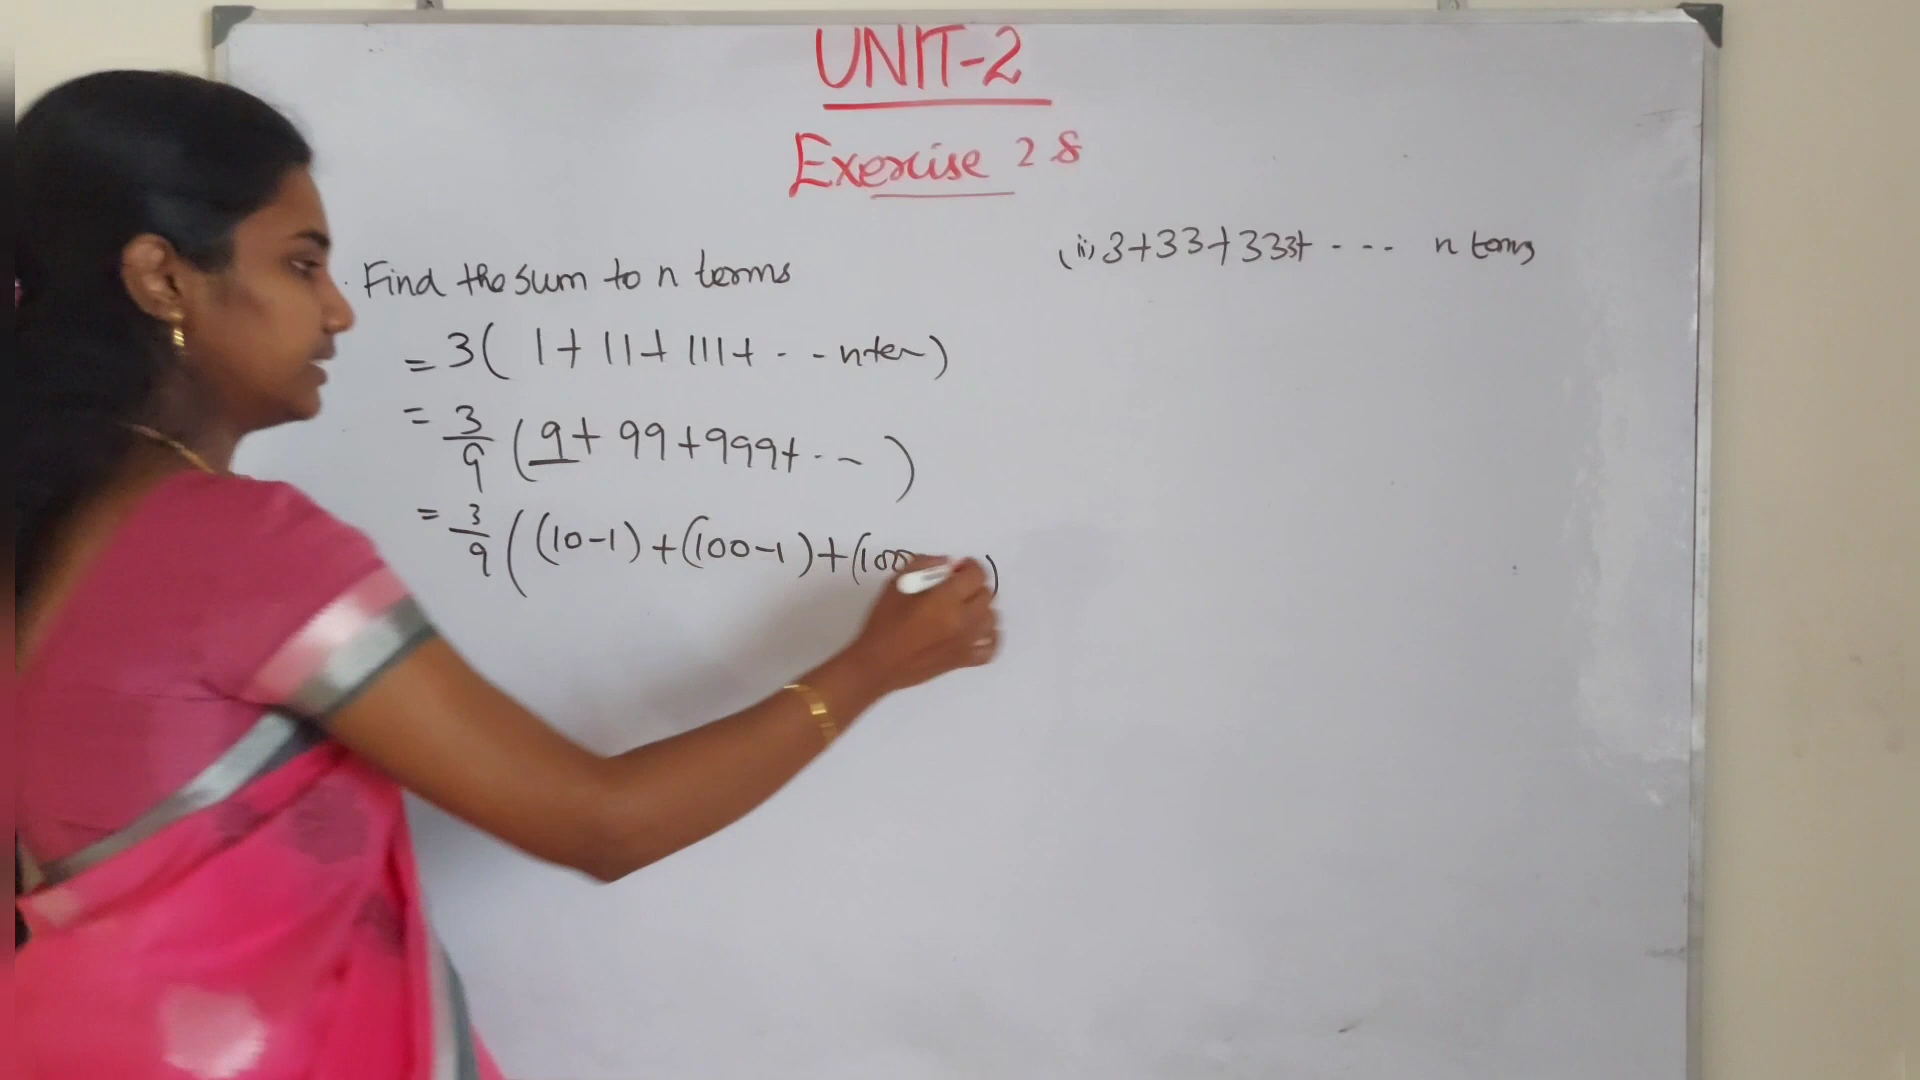 UNIT-2
Exercise 2 8
(ii) 3+33+333+ - - - n terms
Find the sum to n terms
= 3( 1+ 11+ 111+ - - n ter )
= 3/9 ( 9+ 99+999+ - - )
= 3/9 ( (10-1) +(100-1)+(100 )